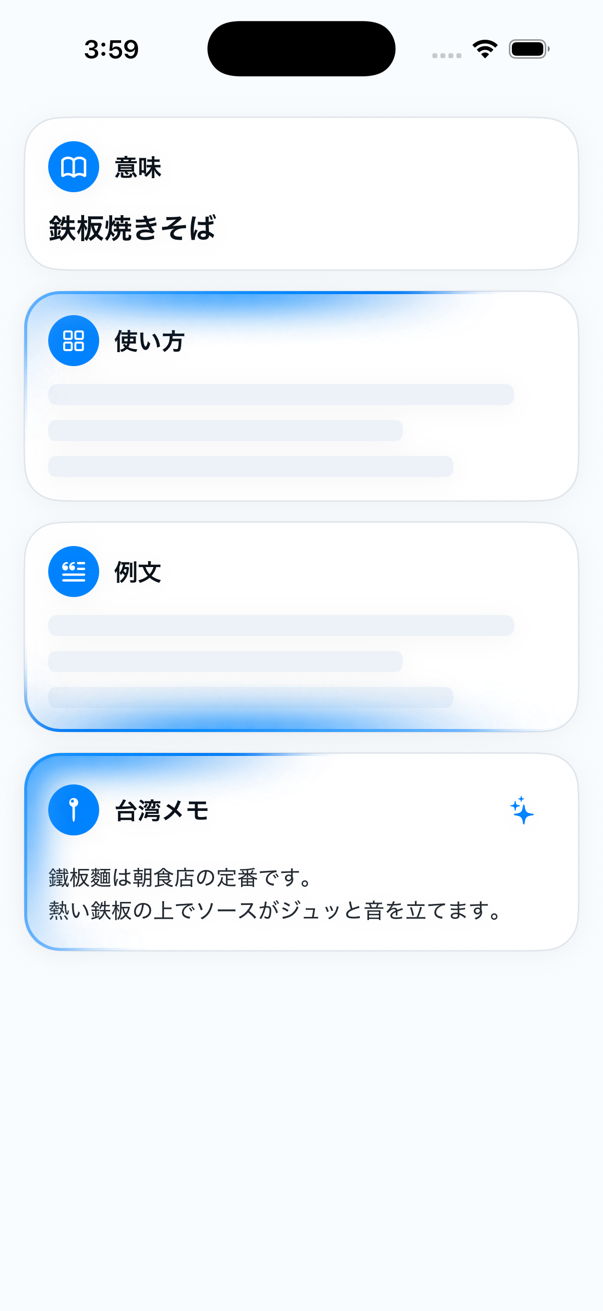 3:59
意味
鉄板焼きそば
使い方
例文
台湾メモ
鐵板麵は朝食店の定番です。
熱い鉄板の上でソースがジュッと音を立てます。